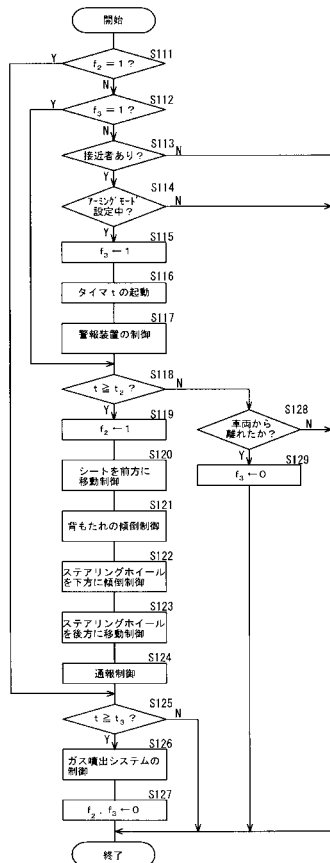 開始
S111
Y
f₂ = 1 ?
N
S112
Y
f₃ = 1 ?
N
S113
接近者あり?
N
Y
S114
アーミングモード
設定中?
N
Y
S115
f₃ ← 1
S116
タイマ t の起動
S117
警報装置の制御
S118
t ≧ t₂ ?
N
Y
S119
f₂ ← 1
S128
車両から
離れたか?
N
Y
S129
f₃ ← 0
S120
シートを前方に
移動制御
S121
背もたれの傾倒制御
S122
ステアリングホイール
を下方に傾倒制御
S123
ステアリングホイール
を後方に移動制御
S124
通報制御
S125
t ≧ t₃ ?
N
Y
S126
ガス噴出システムの
制御
S127
f₂ , f₃ ← 0
終了